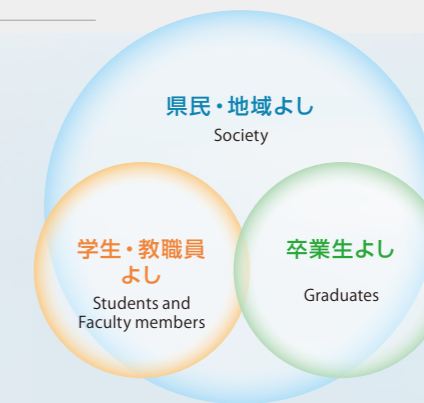 県民・地域よし
Society
学生・教職員
よし
Students and
Faculty members
卒業生よし
Graduates